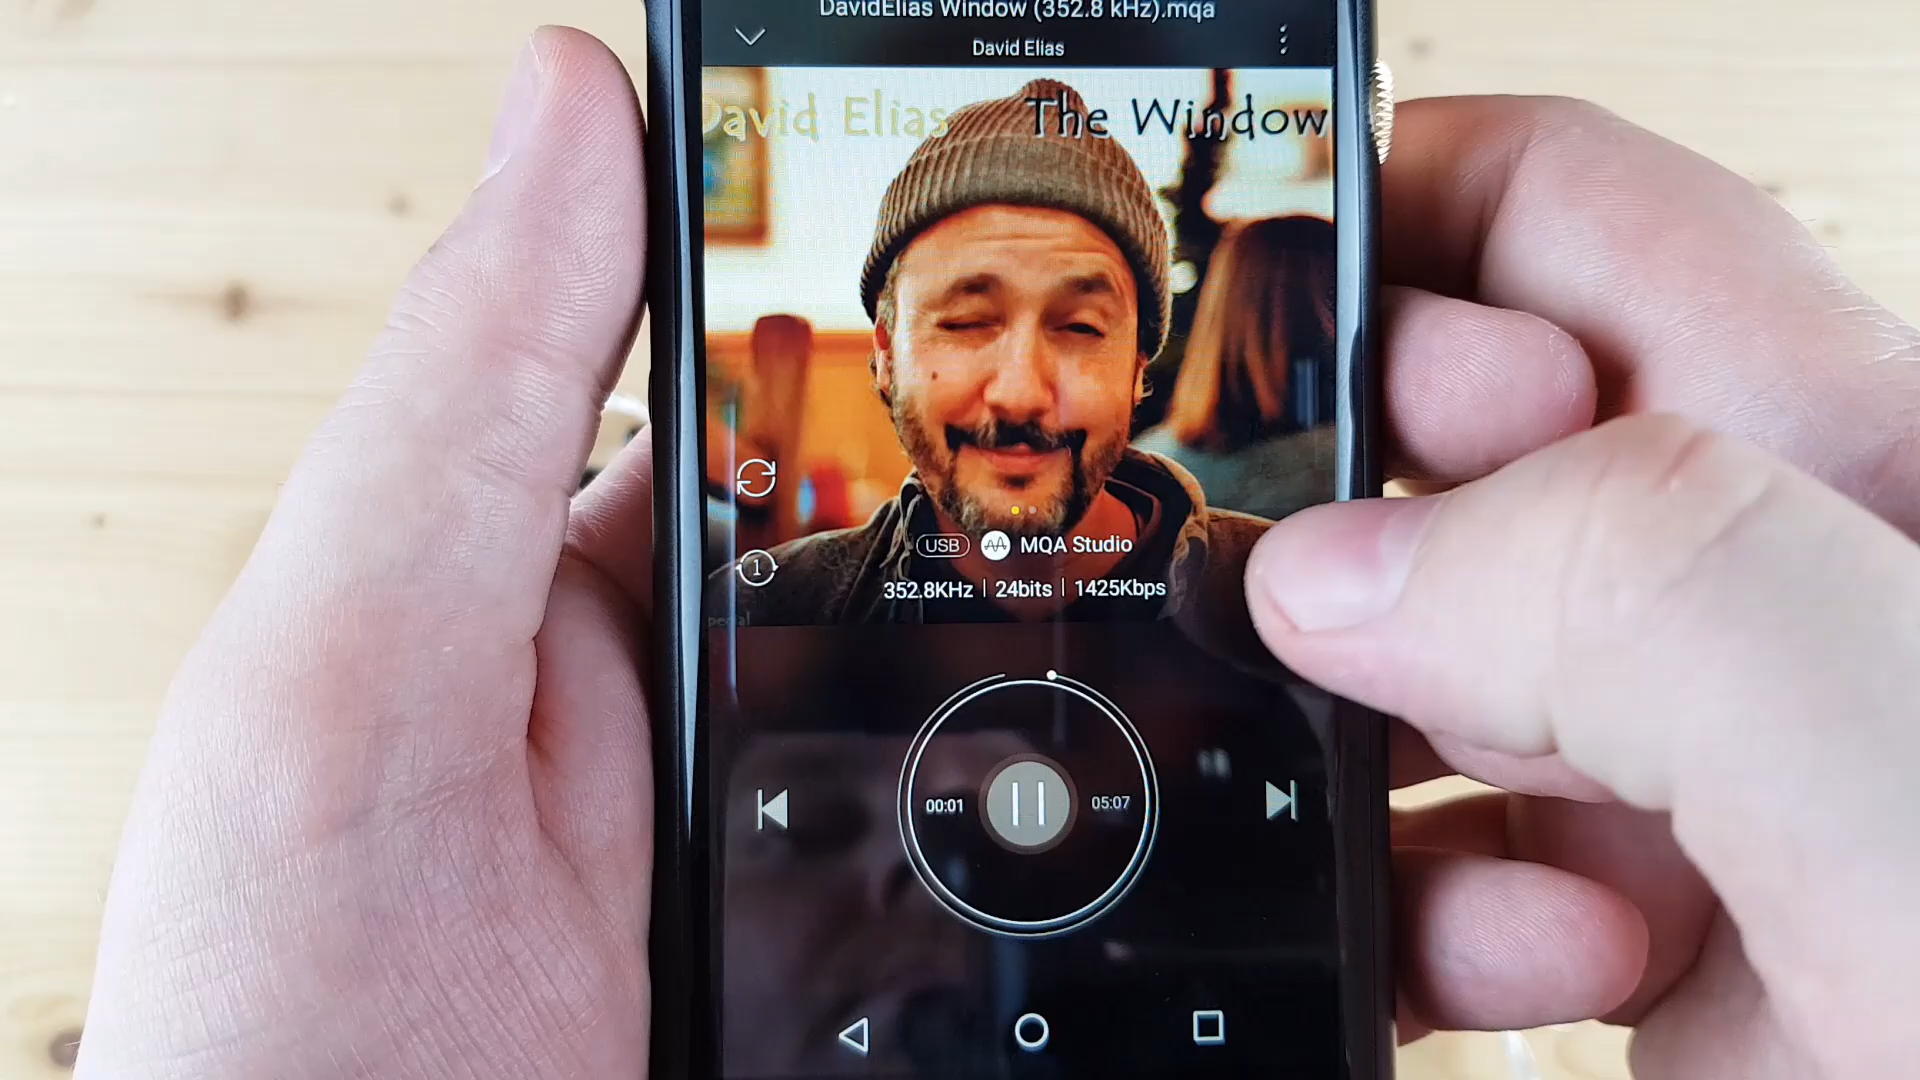 DavidElias Window (352.8 kHz).mqa
David Elias
David Elias The Window
USB MQA Studio
352.8KHz | 24bits | 1425Kbps
1
00:01 05:07